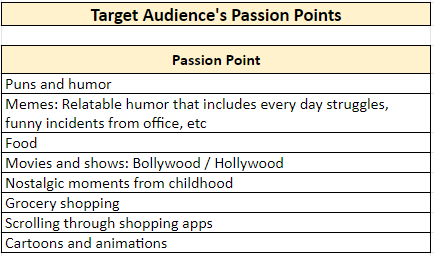 Target Audience's Passion Points
Passion Point
Puns and humor
Memes: Relatable humor that includes every day struggles,
funny incidents from office, etc
Food
Movies and shows: Bollywood / Hollywood
Nostalgic moments from childhood
Grocery shopping
Scrolling through shopping apps
Cartoons and animations